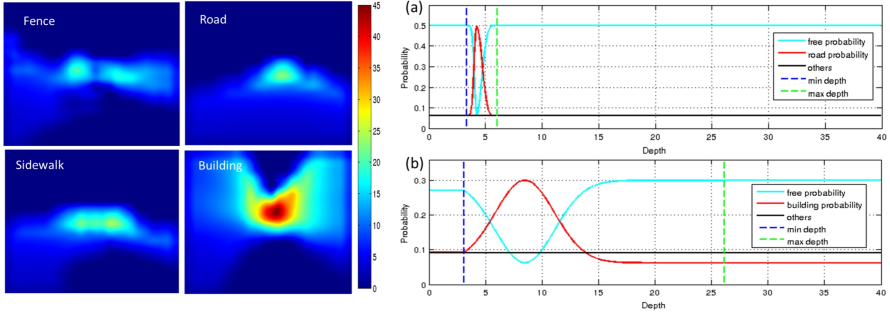 Fence
Road
Sidewalk
Building
45
40
35
30
25
20
15
10
5
0
(a)
0.5
0.4
0.3
0.2
0.1
0
Probability
0 5 10 15 20 25 30 35 40
Depth
free probability
road probability
others
min depth
max depth
(b)
0.3
0.2
0.1
0
Probability
0 5 10 15 20 25 30 35 40
Depth
free probability
building probability
others
min depth
max depth